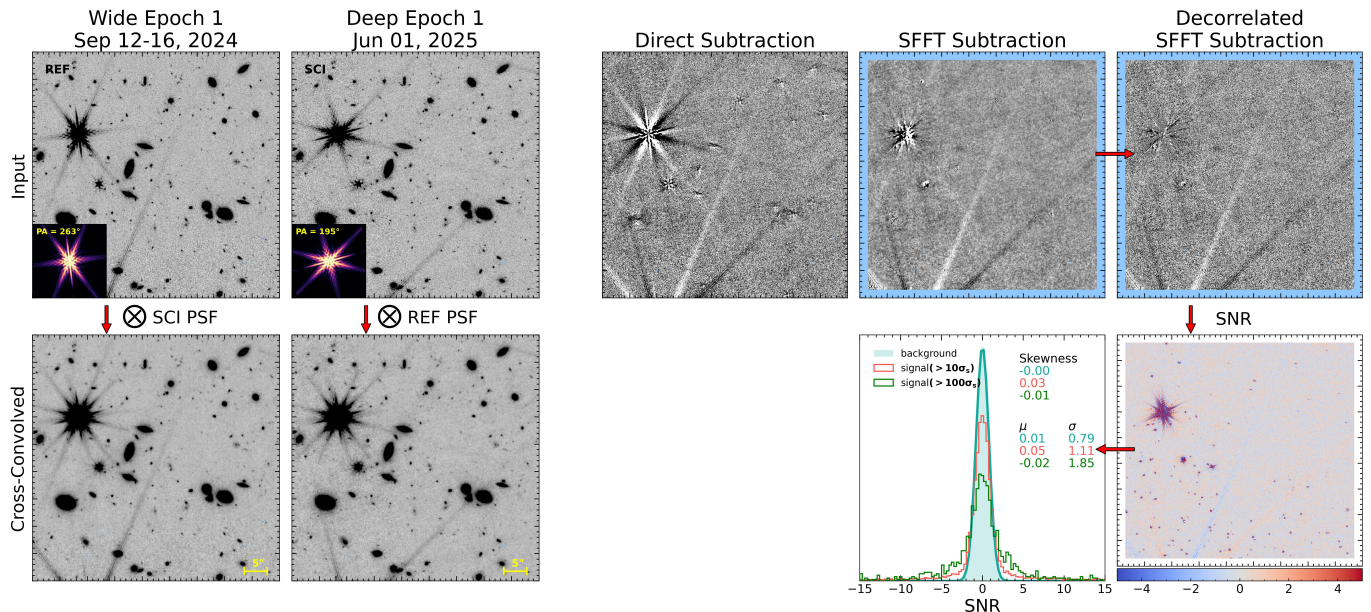 Wide Epoch 1
Sep 12-16, 2024
Deep Epoch 1
Jun 01, 2025
Direct Subtraction
SFFT Subtraction
Decorrelated
SFFT Subtraction
Input
REF
PA = 263°
SCI
PA = 195°
⊗ SCI PSF
⊗ REF PSF
SNR
Cross-Convolved
5"
5"
background
signal(>10σs)
signal(>100σs)
Skewness
-0.00
0.03
-0.01
μ σ
0.01 0.79
0.05 1.11
-0.02 1.85
−15 −10 −5 0 5 10 15
SNR
−4 −2 0 2 4